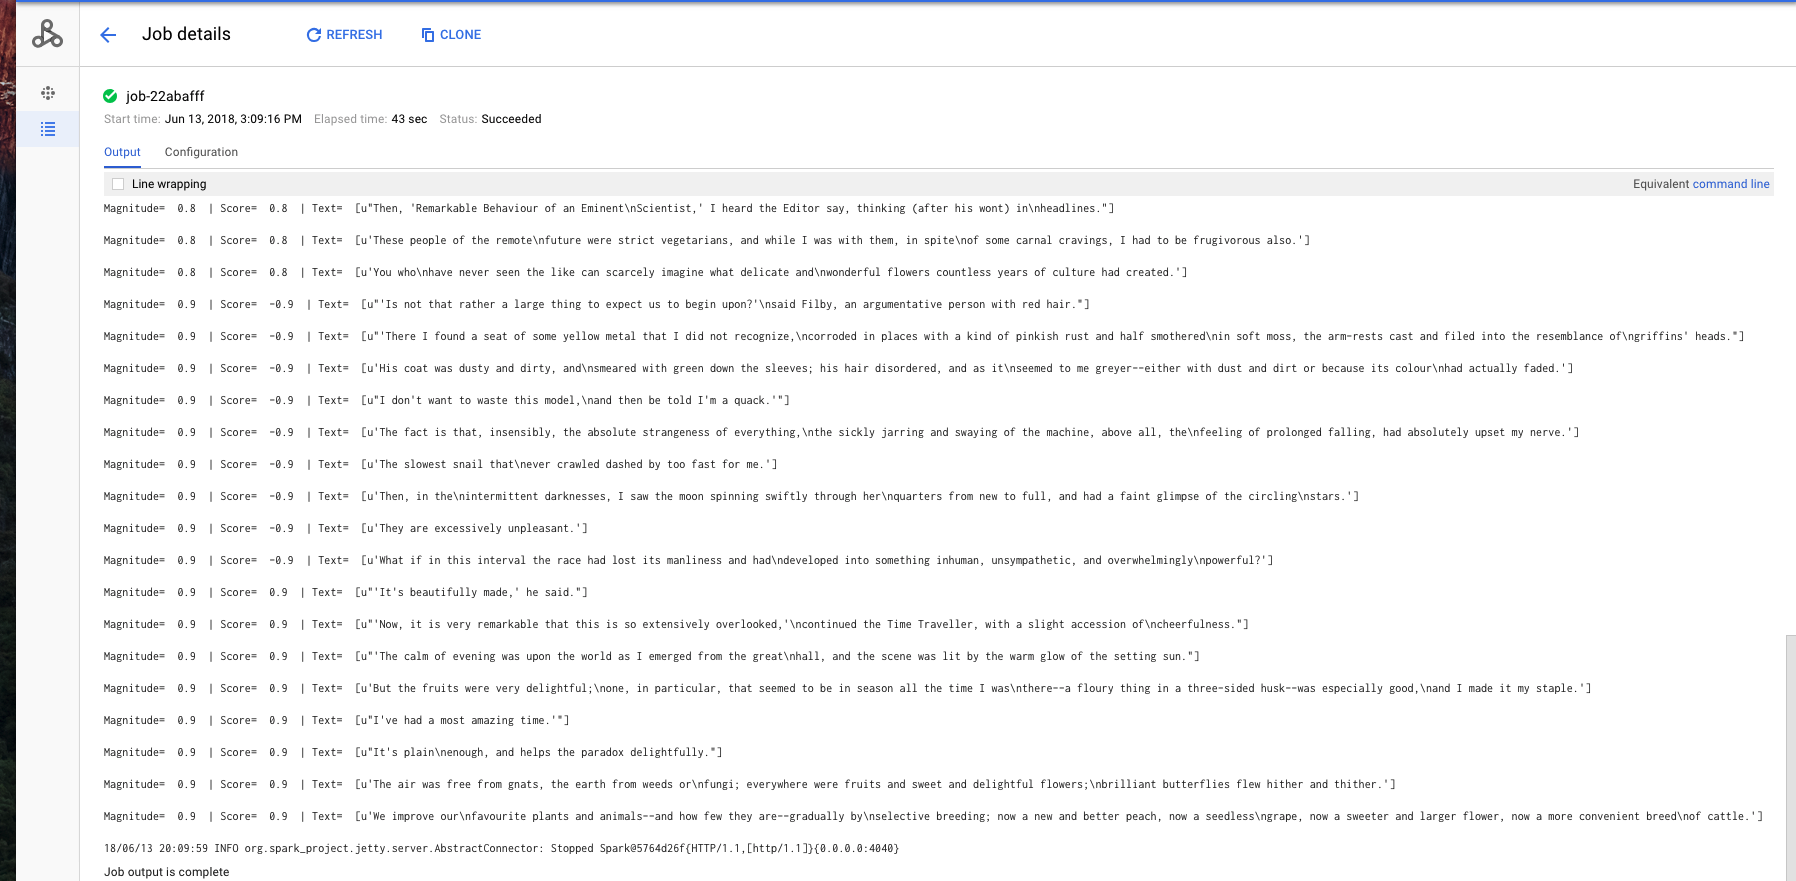 Job details
REFRESH
CLONE
job-22abafff
Start time: Jun 13, 2018, 3:09:16 PM Elapsed time: 43 sec Status: Succeeded
Output Configuration
Line wrapping
Equivalent command line
Magnitude=  0.8  | Score=  0.8  | Text=  [u"Then, 'Remarkable Behaviour of an Eminent\nScientist,' I heard the Editor say, thinking (after his wont) in\nheadlines."]
Magnitude=  0.8  | Score=  0.8  | Text=  [u'These people of the remote\nfuture were strict vegetarians, and while I was with them, in spite\nof some carnal cravings, I had to be frugivorous also.']
Magnitude=  0.8  | Score=  0.8  | Text=  [u'You who\nhave never seen the like can scarcely imagine what delicate and\nwonderful flowers countless years of culture had created.']
Magnitude=  0.9  | Score=  -0.9  | Text=  [u"'Is not that rather a large thing to expect us to begin upon?'\nsaid Filby, an argumentative person with red hair."]
Magnitude=  0.9  | Score=  -0.9  | Text=  [u"'There I found a seat of some yellow metal that I did not recognize,\ncorroded in places with a kind of pinkish rust and half smothered\nin soft moss, the arm-rests cast and filed into the resemblance of\ngriffins' heads."]
Magnitude=  0.9  | Score=  -0.9  | Text=  [u'His coat was dusty and dirty, and\nsmeared with green down the sleeves; his hair disordered, and as it\nseemed to me greyer--either with dust and dirt or because its colour\nhad actually faded.']
Magnitude=  0.9  | Score=  -0.9  | Text=  [u"I don't want to waste this model,\nand then be told I'm a quack.'"]
Magnitude=  0.9  | Score=  -0.9  | Text=  [u'The fact is that, insensibly, the absolute strangeness of everything,\nthe sickly jarring and swaying of the machine, above all, the\nfeeling of prolonged falling, had absolutely upset my nerve.']
Magnitude=  0.9  | Score=  -0.9  | Text=  [u'The slowest snail that\never crawled dashed by too fast for me.']
Magnitude=  0.9  | Score=  -0.9  | Text=  [u'Then, in the\nintermittent darknesses, I saw the moon spinning swiftly through her\nquarters from new to full, and had a faint glimpse of the circling\nstars.']
Magnitude=  0.9  | Score=  -0.9  | Text=  [u'They are excessively unpleasant.']
Magnitude=  0.9  | Score=  -0.9  | Text=  [u'What if in this interval the race had lost its manliness and had\ndeveloped into something inhuman, unsympathetic, and overwhelmingly\npowerful?']
Magnitude=  0.9  | Score=  0.9  | Text=  [u"'It's beautifully made,' he said."]
Magnitude=  0.9  | Score=  0.9  | Text=  [u"'Now, it is very remarkable that this is so extensively overlooked,'\ncontinued the Time Traveller, with a slight accession of\ncheerfulness."]
Magnitude=  0.9  | Score=  0.9  | Text=  [u"'The calm of evening was upon the world as I emerged from the great\nhall, and the scene was lit by the warm glow of the setting sun."]
Magnitude=  0.9  | Score=  0.9  | Text=  [u'But the fruits were very delightful;\none, in particular, that seemed to be in season all the time I was\nthere--a floury thing in a three-sided husk--was especially good,\nand I made it my staple.']
Magnitude=  0.9  | Score=  0.9  | Text=  [u"I've had a most amazing time.'"]
Magnitude=  0.9  | Score=  0.9  | Text=  [u"It's plain\nenough, and helps the paradox delightfully."]
Magnitude=  0.9  | Score=  0.9  | Text=  [u'The air was free from gnats, the earth from weeds or\nfungi; everywhere were fruits and sweet and delightful flowers;\nbrilliant butterflies flew hither and thither.']
Magnitude=  0.9  | Score=  0.9  | Text=  [u'We improve our\nfavourite plants and animals--and how few they are--gradually by\nselective breeding; now a new and better peach, now a seedless\ngrape, now a sweeter and larger flower, now a more convenient breed\nof cattle.']
18/06/13 20:09:59 INFO org.spark_project.jetty.server.AbstractConnector: Stopped Spark@5764d26f{HTTP/1.1,[http/1.1]}{0.0.0.0:4040}
Job output is complete